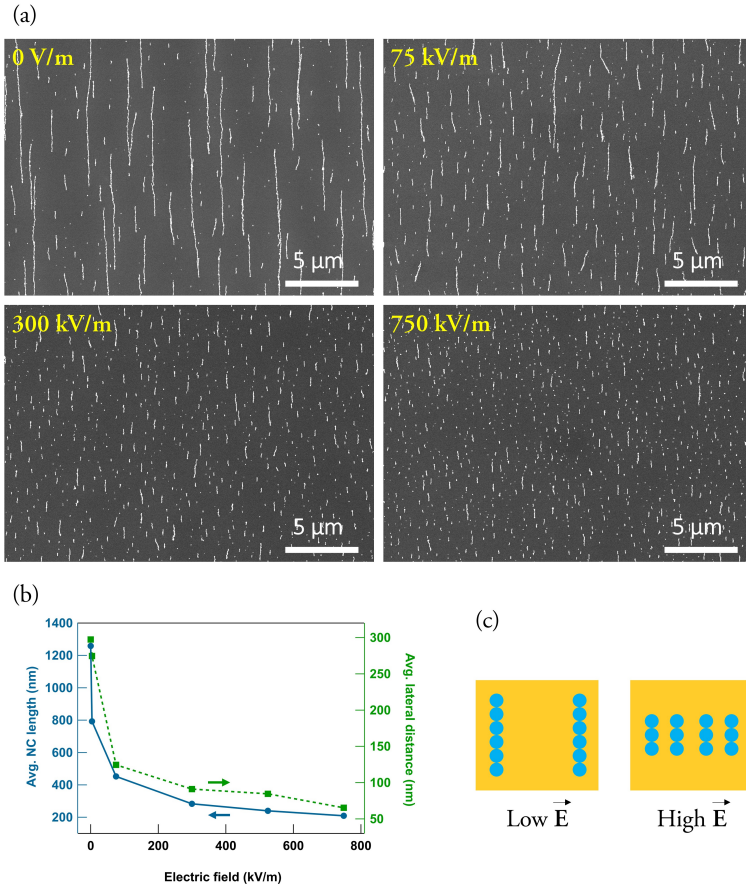 (a)
0 V/m
75 kV/m
5 μm
5 μm
300 kV/m
750 kV/m
5 μm
5 μm
(b)
1400
1200
1000
800
600
400
200
Avg. NC length (nm)
300
250
200
150
100
50
Avg. lateral distance (nm)
0
200
400
600
800
Electric field (kV/m)
(c)
Low E
High E